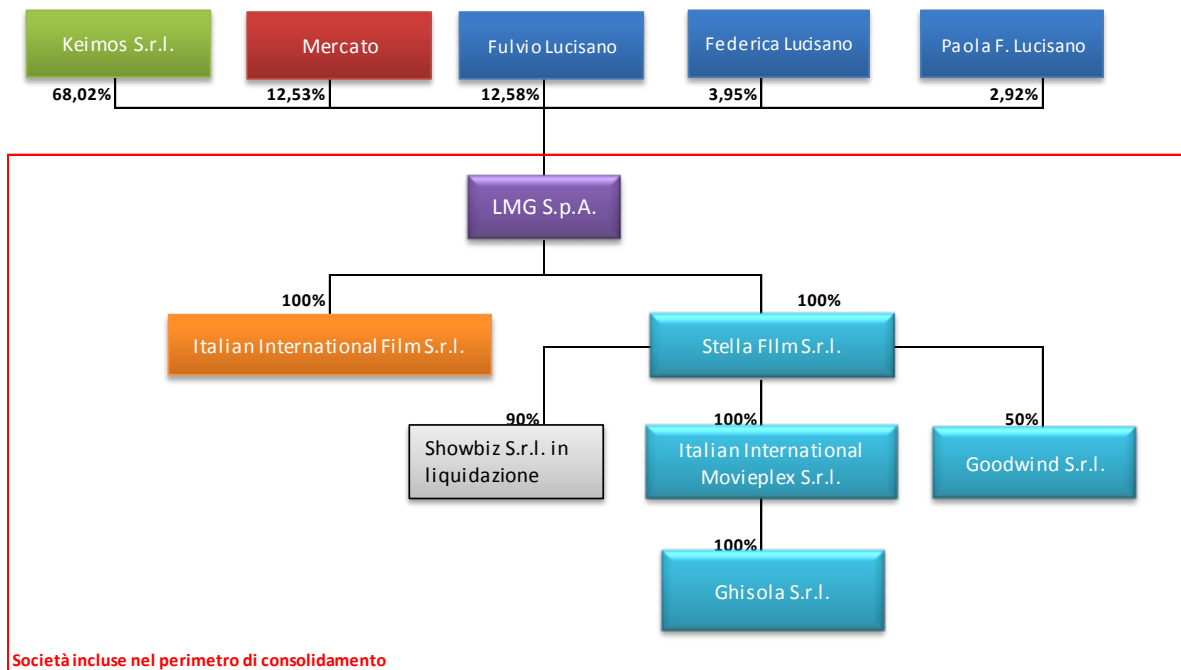 Keimos S.r.l.
Mercato
Fulvio Lucisano
Federica Lucisano
Paola F. Lucisano
68,02%
12,53%
12,58%
3,95%
2,92%
LMG S.p.A.
100%
100%
Italian International Film S.r.l.
Stella FIlm S.r.l.
90%
100%
50%
Showbiz S.r.l. in
liquidazione
Italian International
Movieplex S.r.l.
Goodwind S.r.l.
100%
Ghisola S.r.l.
Società incluse nel perimetro di consolidamento